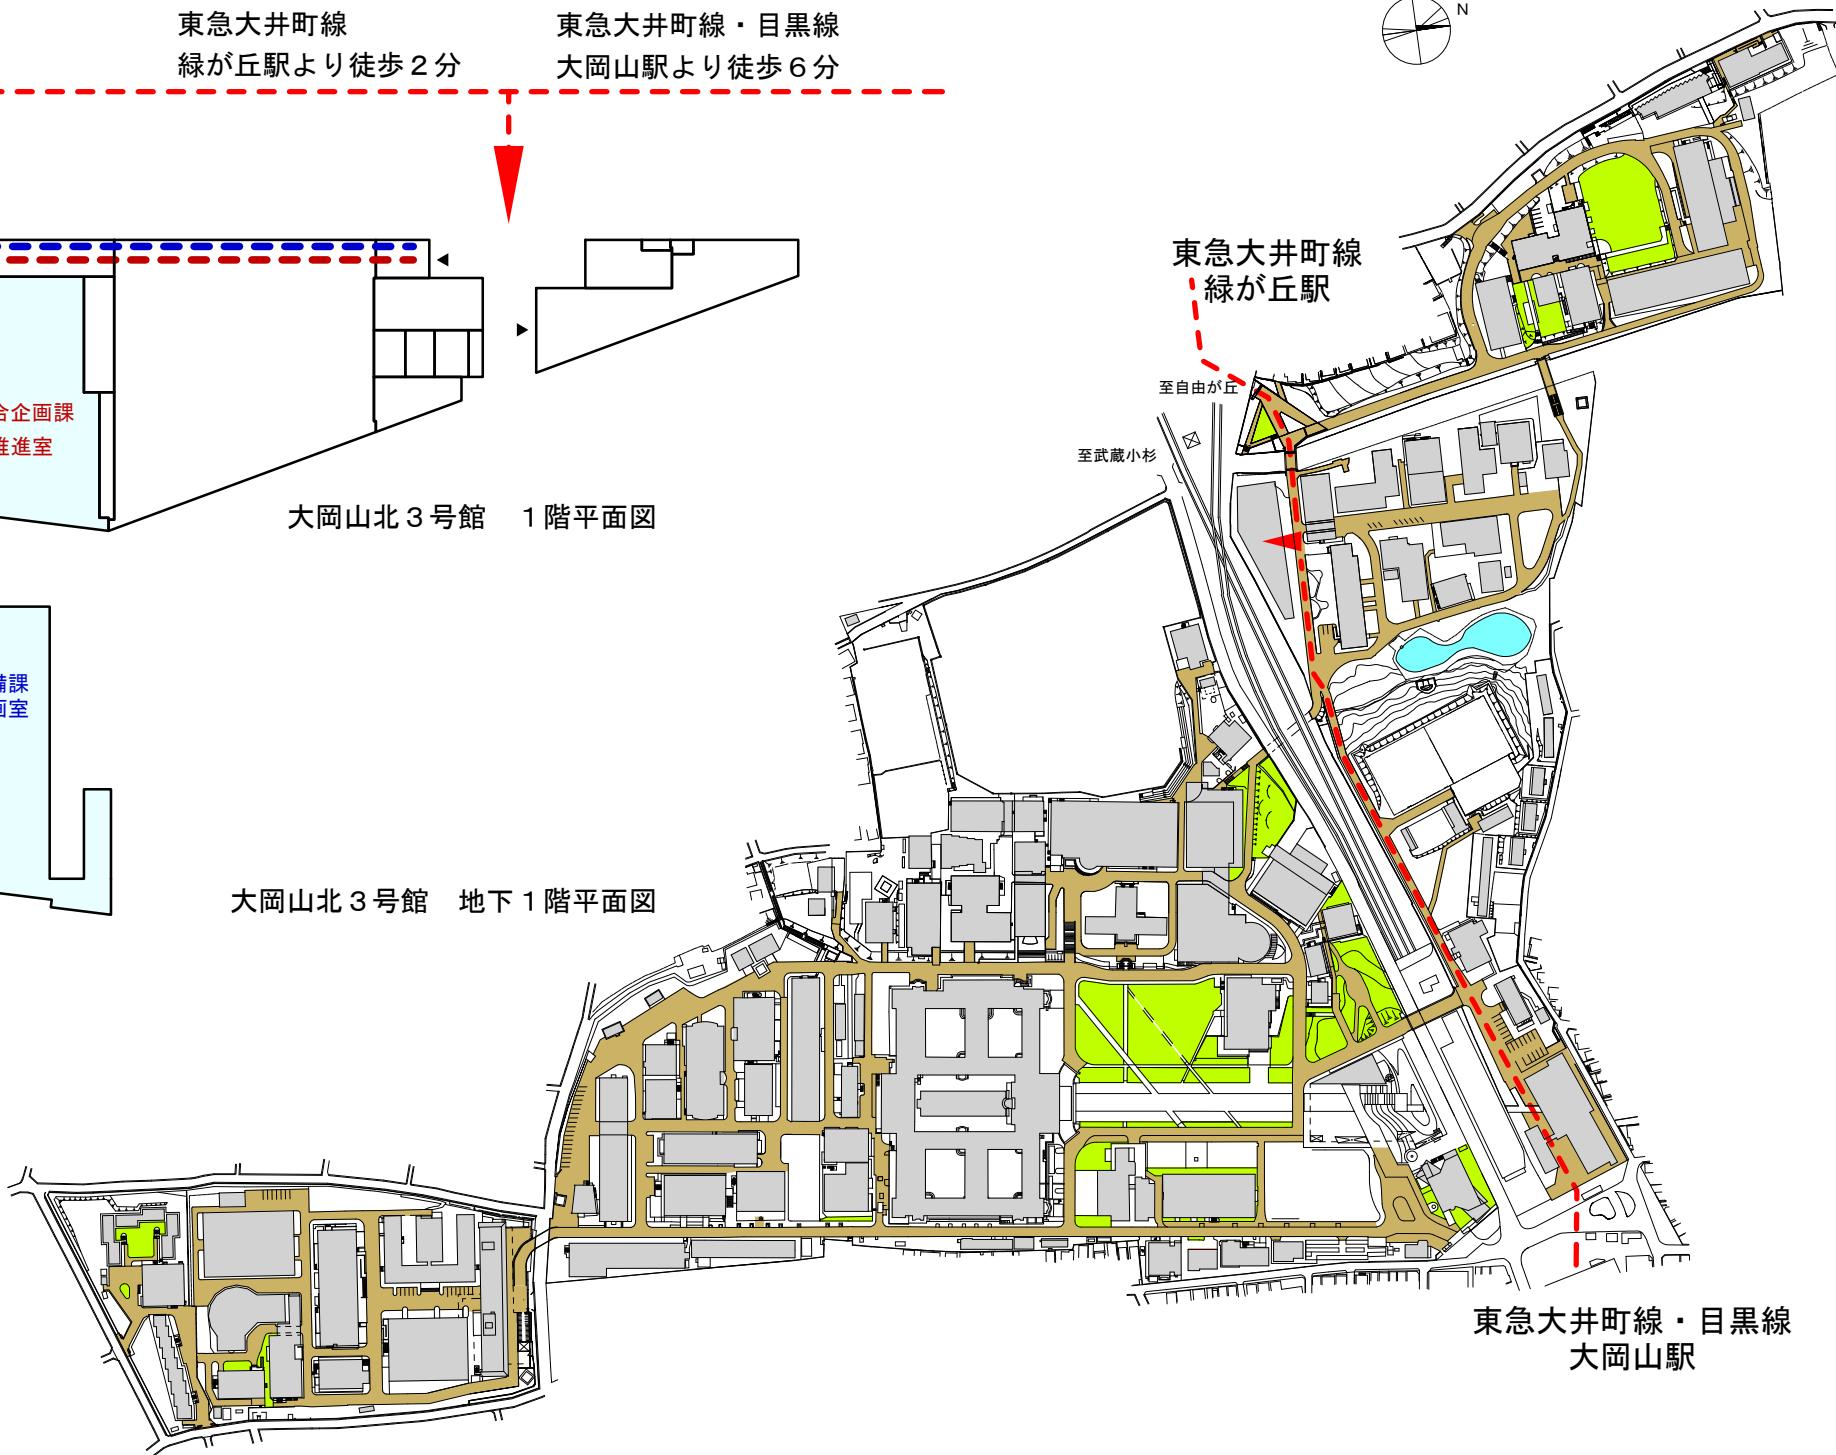 東急大井町線
緑が丘駅より徒歩２分
東急大井町線・目黒線
大岡山駅より徒歩６分
N
東急大井町線
緑が丘駅
至自由が丘
至武蔵小杉
合企画課
推進室
大岡山北３号館　１階平面図
備課
画室
大岡山北３号館　地下１階平面図
東急大井町線・目黒線
大岡山駅